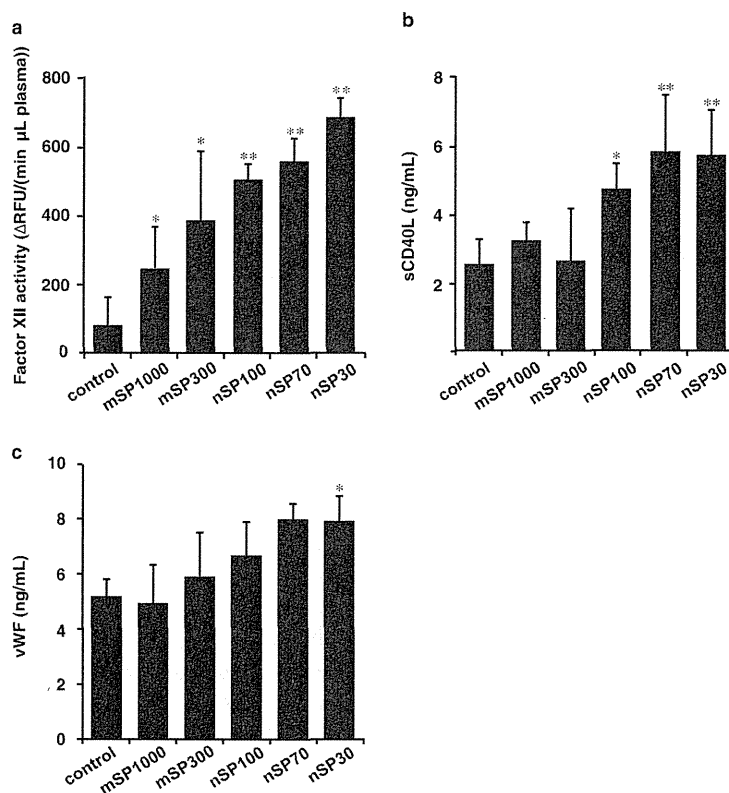 a
Factor XII activity (ΔRFU/(min μL plasma))
800
600
400
200
0
*
*
**
**
**
control
mSP1000
mSP300
nSP100
nSP70
nSP30
b
sCD40L (ng/mL)
8
6
4
2
*
**
**
control
mSP1000
mSP300
nSP100
nSP70
nSP30
c
vWF (ng/mL)
10
8
6
4
2
0
*
control
mSP1000
mSP300
nSP100
nSP70
nSP30